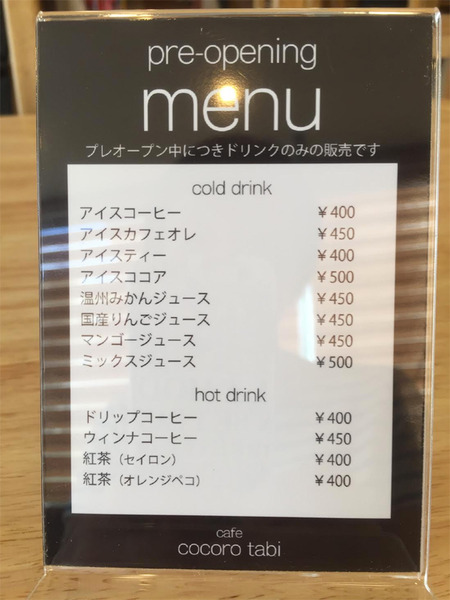 pre-opening
menu
プレオープン中につきドリンクのみの販売です
cold drink
アイスコーヒー ¥400
アイスカフェオレ ¥450
アイスティー ¥400
アイスココア ¥500
温州みかんジュース ¥450
国産りんごジュース ¥450
マンゴージュース ¥450
ミックスジュース ¥500
hot drink
ドリップコーヒー ¥400
ウィンナコーヒー ¥450
紅茶（セイロン） ¥400
紅茶（オレンジペコ） ¥400
cafe
cocoro tabi